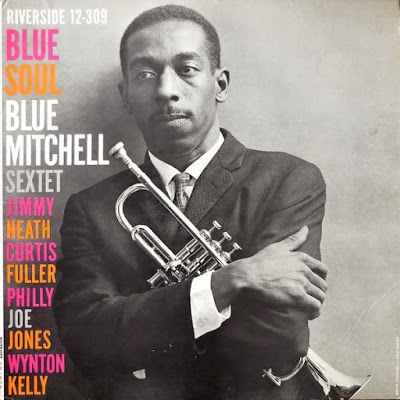 RIVERSIDE 12-309
BLUE
SOUL
BLUE
MITCHELL
SEXTET
JIMMY
HEATH
CURTIS
FULLER
PHILLY
JOE
JONES
WYNTON
KELLY